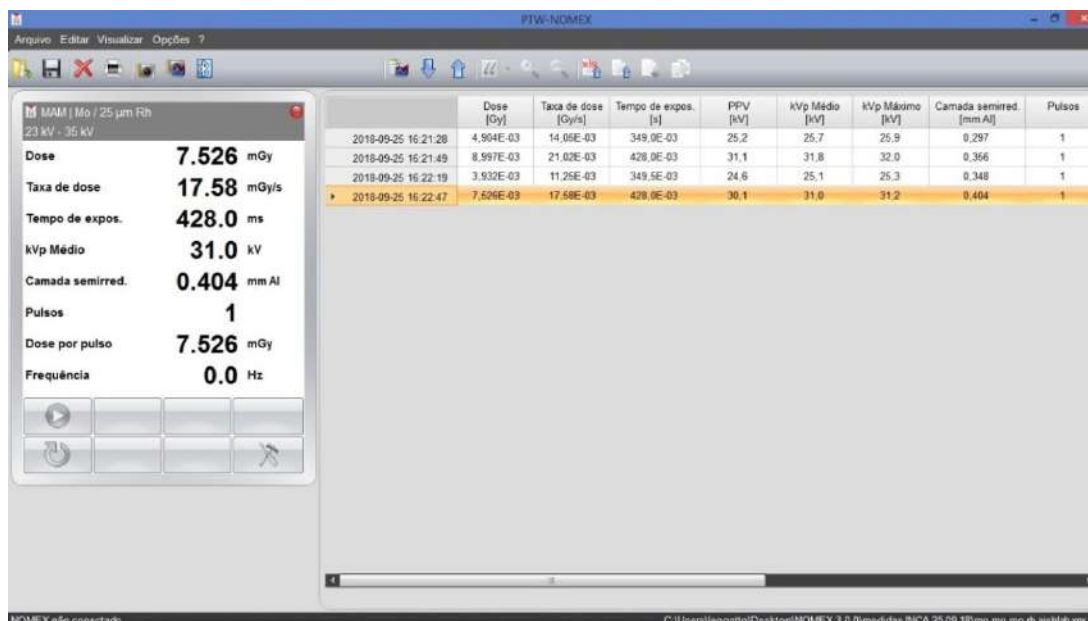 PTW-NOMEX
Arquivo Editar Visualizar Opções ?
MAM | Mo / 25 µm Rh
23 kV - 35 kV
Dose 7.526 mGy
Taxa de dose 17.58 mGy/s
Tempo de expos. 428.0 ms
kVp Médio 31.0 kV
Camada semirred. 0.404 mm Al
Pulsos 1
Dose por pulso 7.526 mGy
Frequência 0.0 Hz
Dose [Gy] Taxa de dose [Gy/s] Tempo de expos. [s] PPV [kV] kVp Médio [kV] kVp Máximo [kV] Camada semirred. [mm Al] Pulsos
2018-09-25 16:21:28 4,904E-03 14,05E-03 349,0E-03 25,2 25,7 25,9 0,297 1
2018-09-25 16:21:49 8,997E-03 21,02E-03 428,0E-03 31,1 31,8 32,0 0,366 1
2018-09-25 16:22:19 3,932E-03 11,25E-03 349,5E-03 24,6 25,1 25,3 0,348 1
2018-09-25 16:22:47 7,526E-03 17,58E-03 428,0E-03 30,1 31,0 31,2 0,404 1
NOMEX não conectado